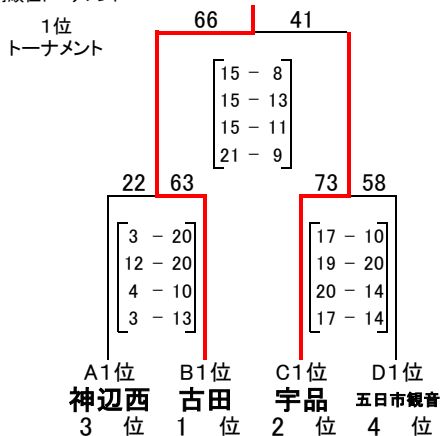 1位
トーナメント
66 41
15 - 8
15 - 13
15 - 11
21 - 9
22 63 73 58
3 - 20 17 - 10
12 - 20 19 - 20
4 - 10 20 - 14
3 - 13 17 - 14
A1位 B1位 C1位 D1位
神辺西 古田 宇品 五日市観音
3 位 1 位 2 位 4 位